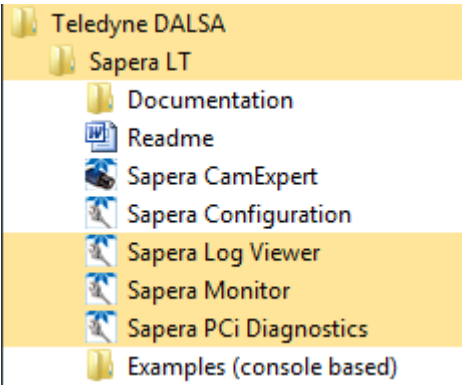 Teledyne DALSA
Sapera LT
Documentation
Readme
Sapera CamExpert
Sapera Configuration
Sapera Log Viewer
Sapera Monitor
Sapera PCi Diagnostics
Examples (console based)